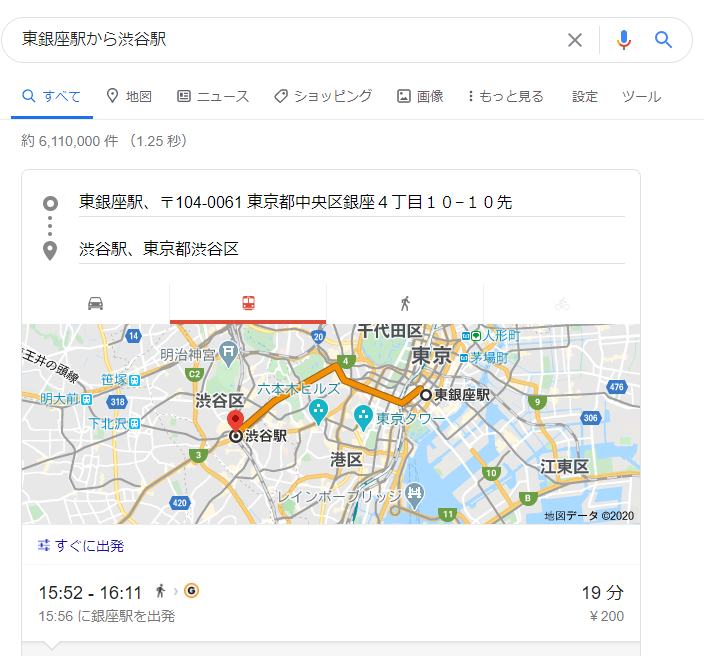 東銀座駅から渋谷駅
すべて 地図 ニュース ショッピング 画像 もっと見る 設定 ツール
約 6,110,000 件 （1.25 秒）
東銀座駅、〒104-0061 東京都中央区銀座４丁目１０−１０先
渋谷駅、東京都渋谷区
千代田区
人形町
14
20
王井の頭線
明治神宮
4
東京
茅場町
C2
笹塚
六本木ヒルズ
476
明大前
318
渋谷区
東銀座駅
9
下北沢
東京タワー
306
渋谷駅
3
港区
江東区
10
420
レインボーブリッジ
B
11
地図データ ©2020
すぐに出発
15:52 - 16:11 G 19 分
15:56 に銀座駅を出発 ￥200